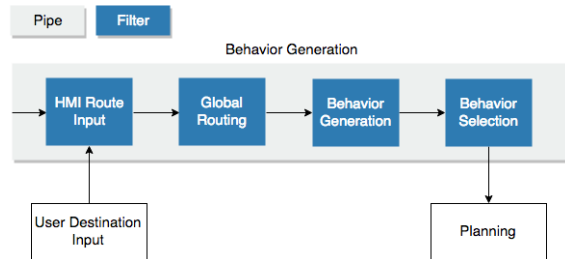 Pipe
Filter
Behavior Generation
HMI Route
Input
Global
Routing
Behavior
Generation
Behavior
Selection
User Destination
Input
Planning